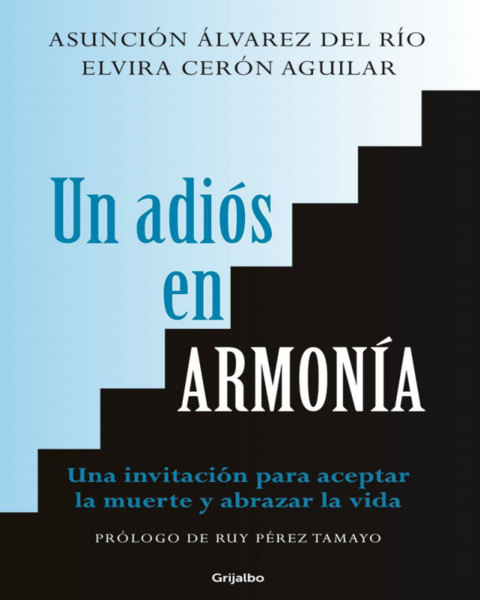 ASUNCIÓN ÁLVAREZ DEL RÍO
ELVIRA CERÓN AGUILAR
Un adiós
en
ARMONÍA
Una invitación para aceptar
la muerte y abrazar la vida
PRÓLOGO DE RUY PÉREZ TAMAYO
Grijalbo